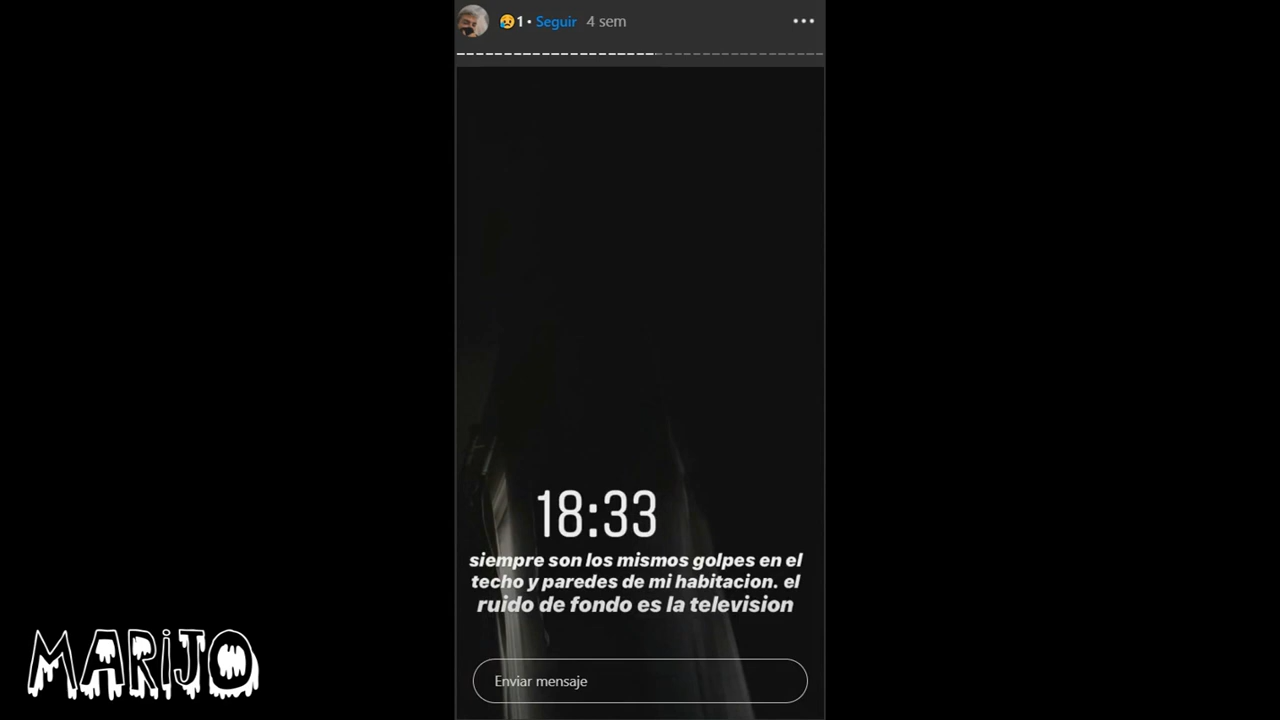 😥1 • Seguir 4 sem
18:33
siempre son los mismos golpes en el
techo y paredes de mi habitacion. el
ruido de fondo es la television
Enviar mensaje
MARiJO